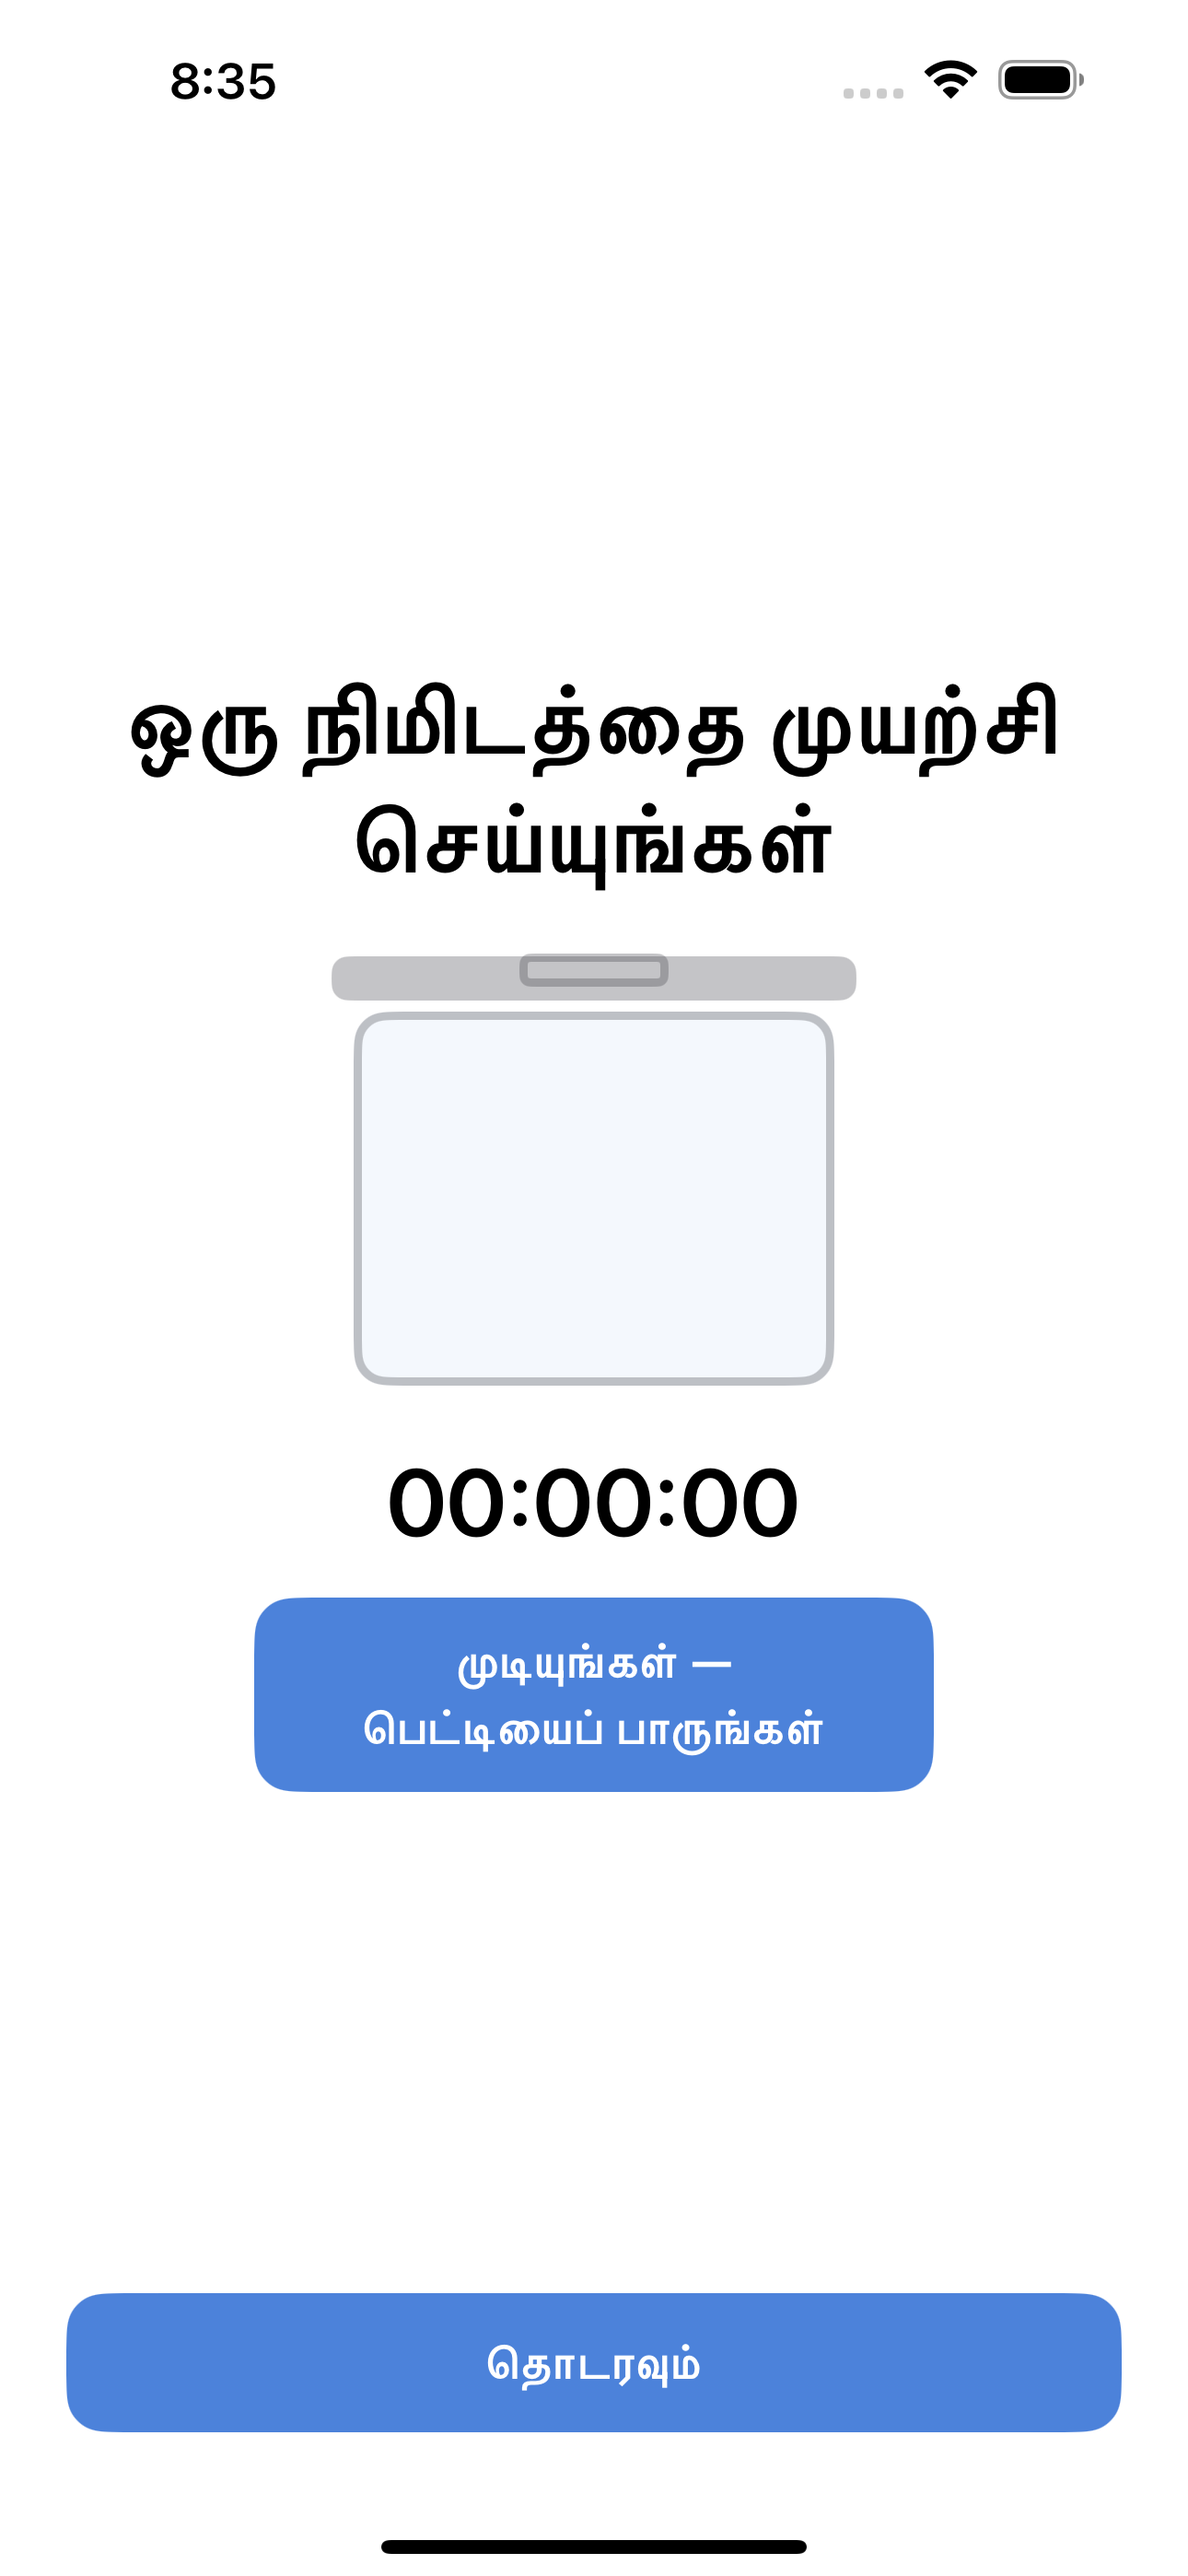 8:35
ஒரு நிமிடத்தை முயற்சி
செய்யுங்கள்
00:00:00
முடியுங்கள் —
பெட்டியைப் பாருங்கள்
தொடரவும்